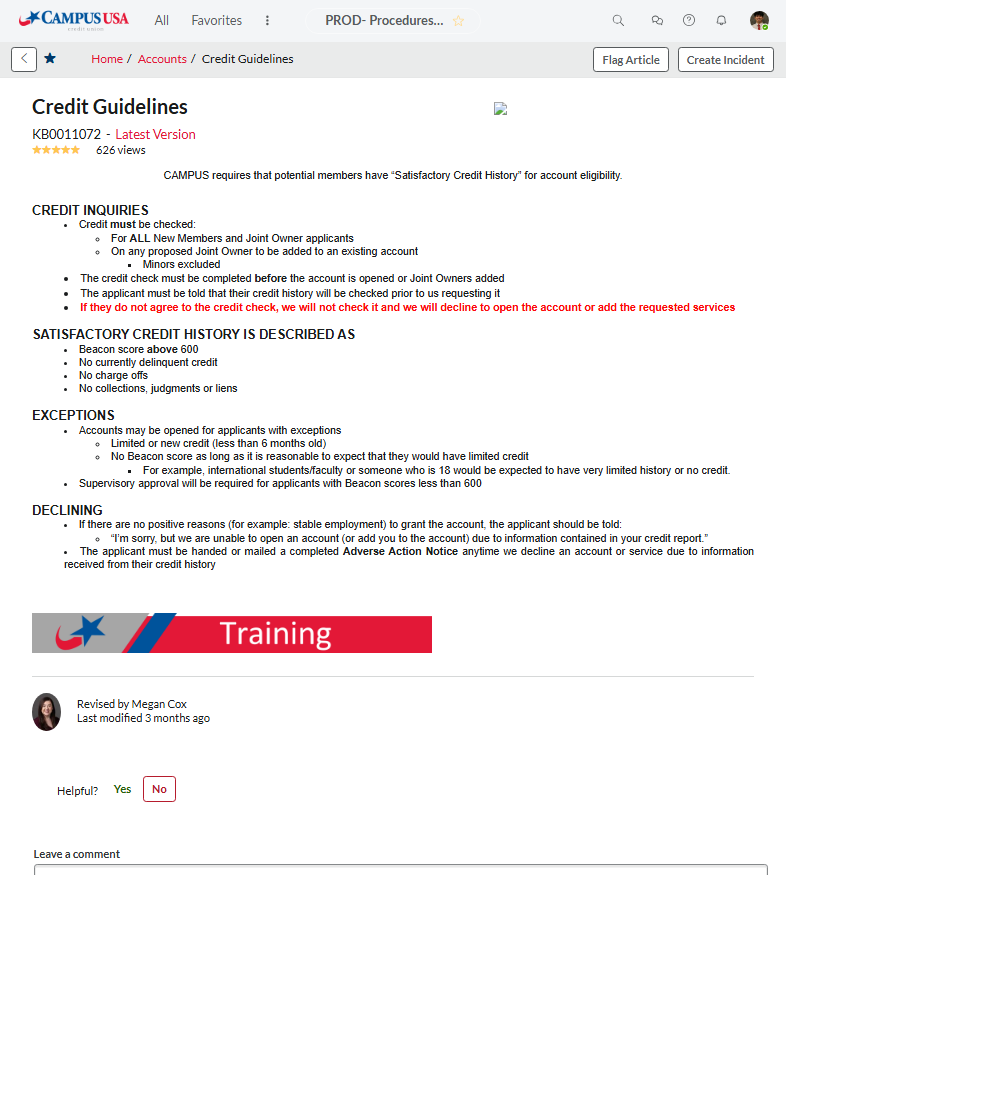 CAMPUS USA
credit union
All Favorites PROD- Procedures...
Home / Accounts / Credit Guidelines
Flag Article Create Incident
Credit Guidelines
KB0011072 - Latest Version
626 views
CAMPUS requires that potential members have “Satisfactory Credit History” for account eligibility.
CREDIT INQUIRIES
• Credit must be checked:
◦ For ALL New Members and Joint Owner applicants
◦ On any proposed Joint Owner to be added to an existing account
▪ Minors excluded
• The credit check must be completed before the account is opened or Joint Owners added
• The applicant must be told that their credit history will be checked prior to us requesting it
• If they do not agree to the credit check, we will not check it and we will decline to open the account or add the requested services
SATISFACTORY CREDIT HISTORY IS DESCRIBED AS
• Beacon score above 600
• No currently delinquent credit
• No charge offs
• No collections, judgments or liens
EXCEPTIONS
• Accounts may be opened for applicants with exceptions
◦ Limited or new credit (less than 6 months old)
◦ No Beacon score as long as it is reasonable to expect that they would have limited credit
▪ For example, international students/faculty or someone who is 18 would be expected to have very limited history or no credit.
• Supervisory approval will be required for applicants with Beacon scores less than 600
DECLINING
• If there are no positive reasons (for example: stable employment) to grant the account, the applicant should be told:
◦ “I'm sorry, but we are unable to open an account (or add you to the account) due to information contained in your credit report.”
• The applicant must be handed or mailed a completed Adverse Action Notice anytime we decline an account or service due to information
received from their credit history
Training
Revised by Megan Cox
Last modified 3 months ago
Helpful? Yes No
Leave a comment